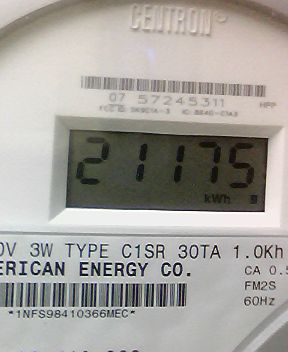 CENTRON
07 57245311
HPP
21175
kWh
0V 3W TYPE C1SR 30TA 1.0Kh
ERICAN ENERGY CO.
CA 0.5
FM2S
60Hz
*1NFS98410366MEC*